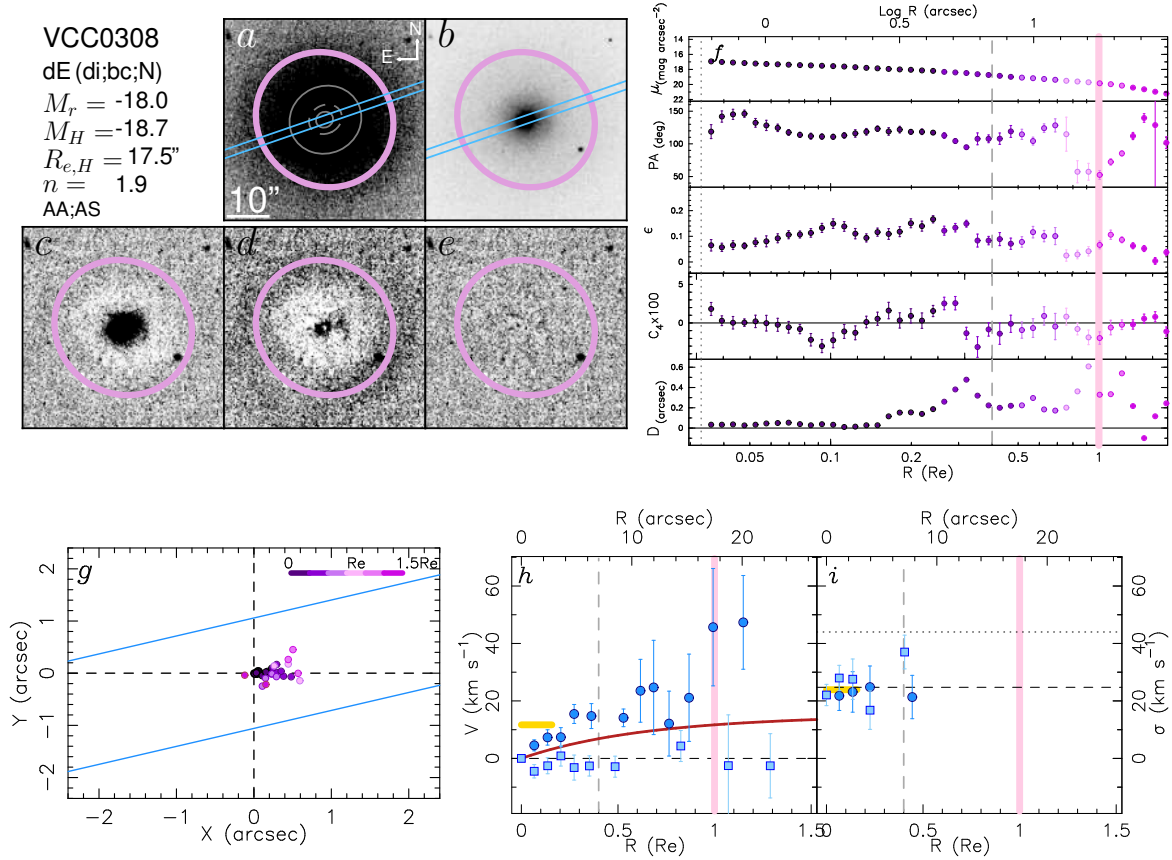 VCC0308
dE (di;bc;N)
M_r = -18.0
M_H = -18.7
R_{e,H} = 17.5"
n = 1.9
AA;AS
a
N
E
10"
b
c
d
e
Log R (arcsec)
0 0.5 1
f
μ(mag arcsec⁻²)
14
16
18
20
22
PA (deg)
150
100
50
ε
0.2
0.1
0
C₄x100
5
0
D (arcsec)
0.6
0.4
0.2
0
0.05 0.1 0.2 0.5 1
R (Re)
g
0 Re 1.5Re
Y (arcsec)
2
1
0
−1
−2
−2 −1 0 1 2
X (arcsec)
R (arcsec)
0 10 20
h
V (km s⁻¹)
60
40
20
0
0 0.5 1 1.5
R (Re)
R (arcsec)
0 10 20
i
60
40
20
0
σ (km s⁻¹)
0 0.5 1 1.5
R (Re)